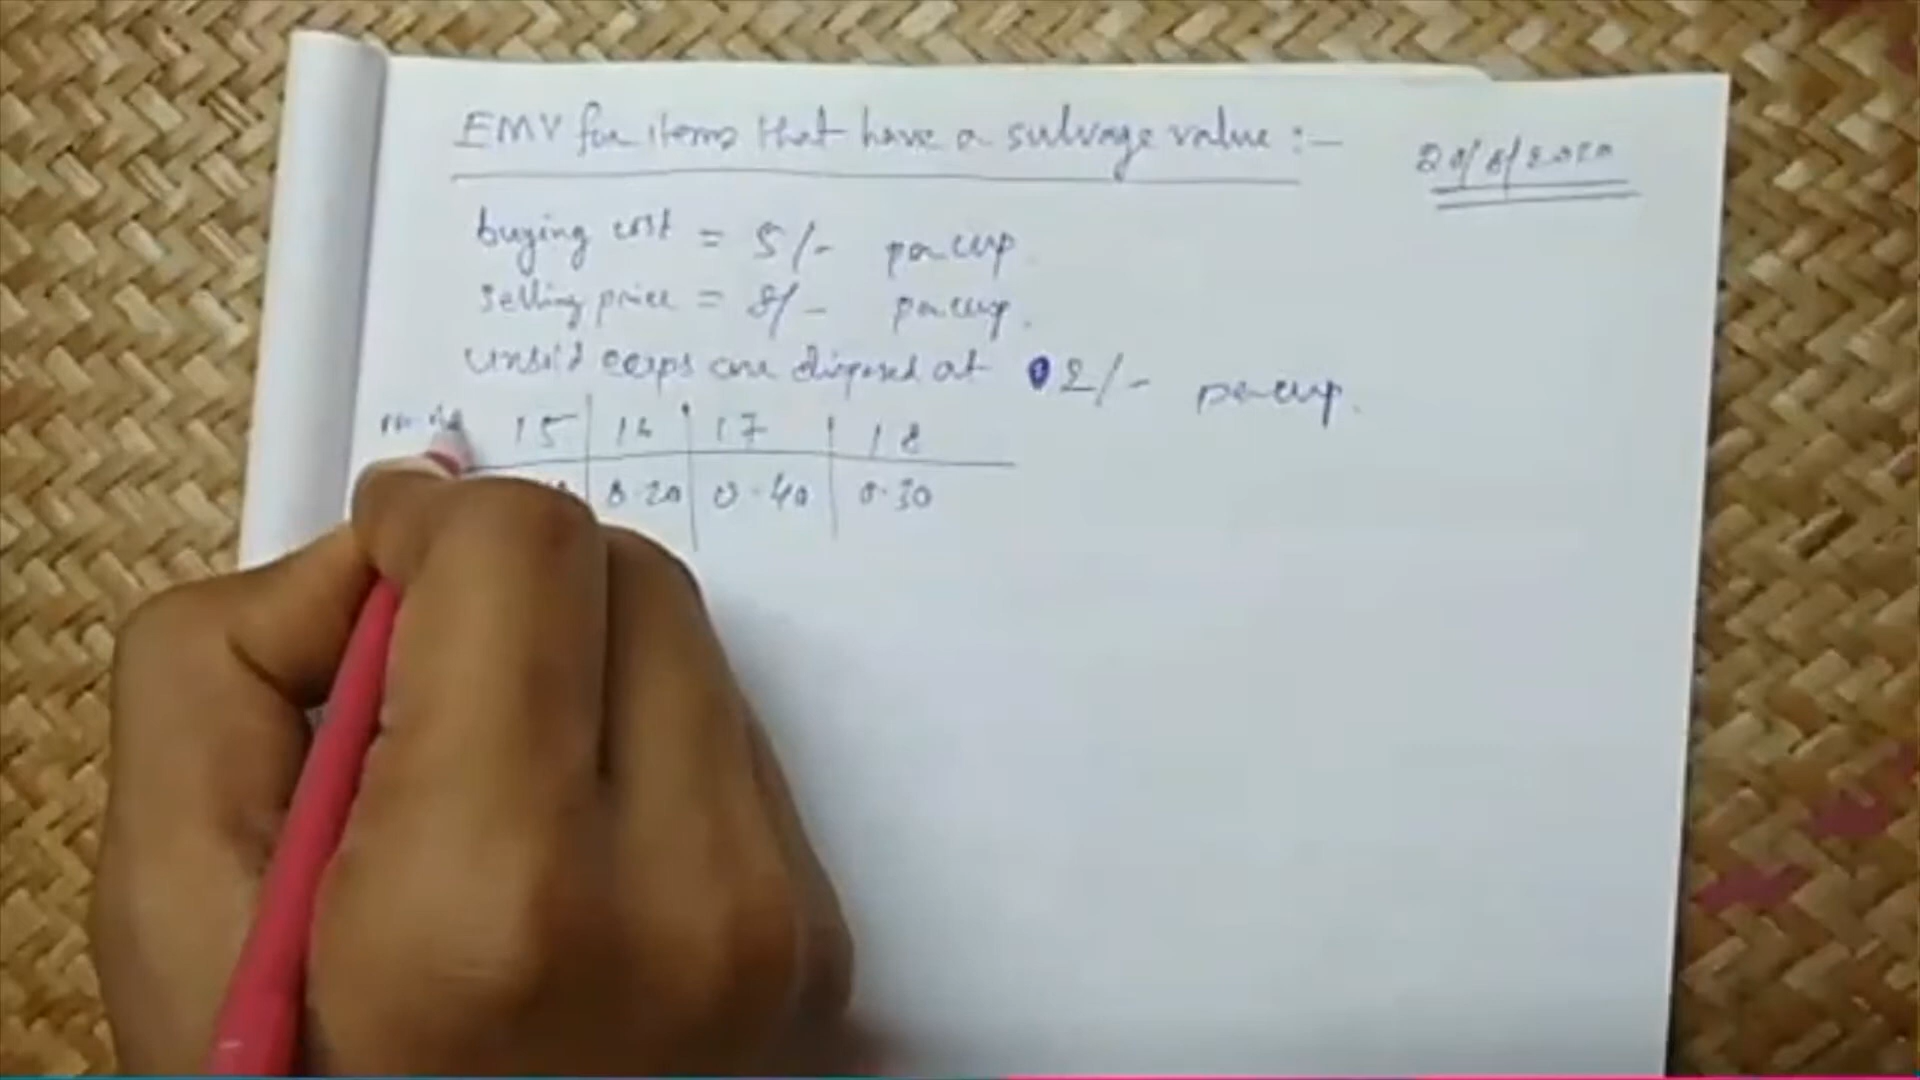 EMV for items that have a salvage value :-
20/8/2020
buying cost = 5/- per cup.
selling price = 8/- per cup.
unsold cups are disposed at 2/- per cup.
15 16 17 18
0.20 0.40 0.30